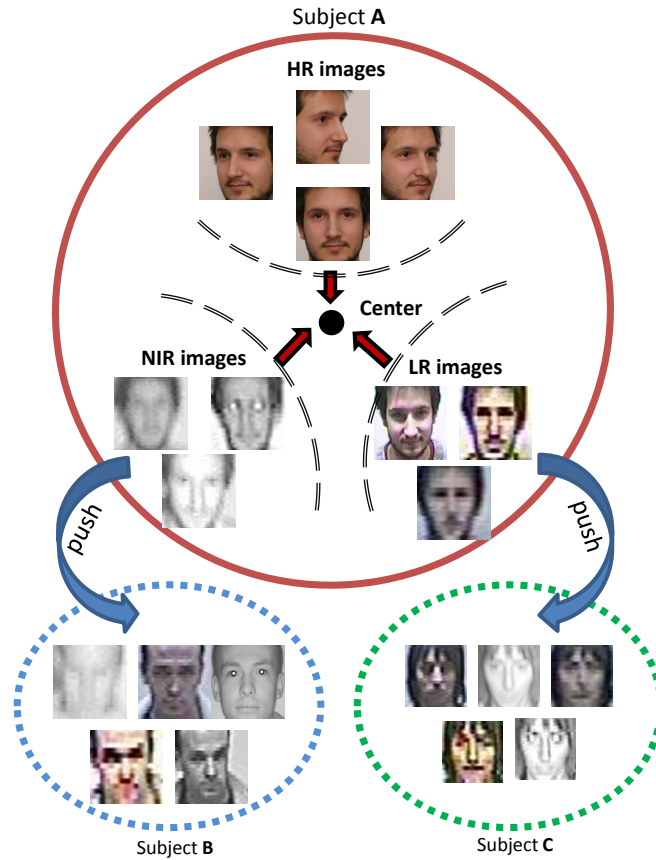 Subject A
HR images
Center
NIR images
LR images
push
push
Subject B
Subject C